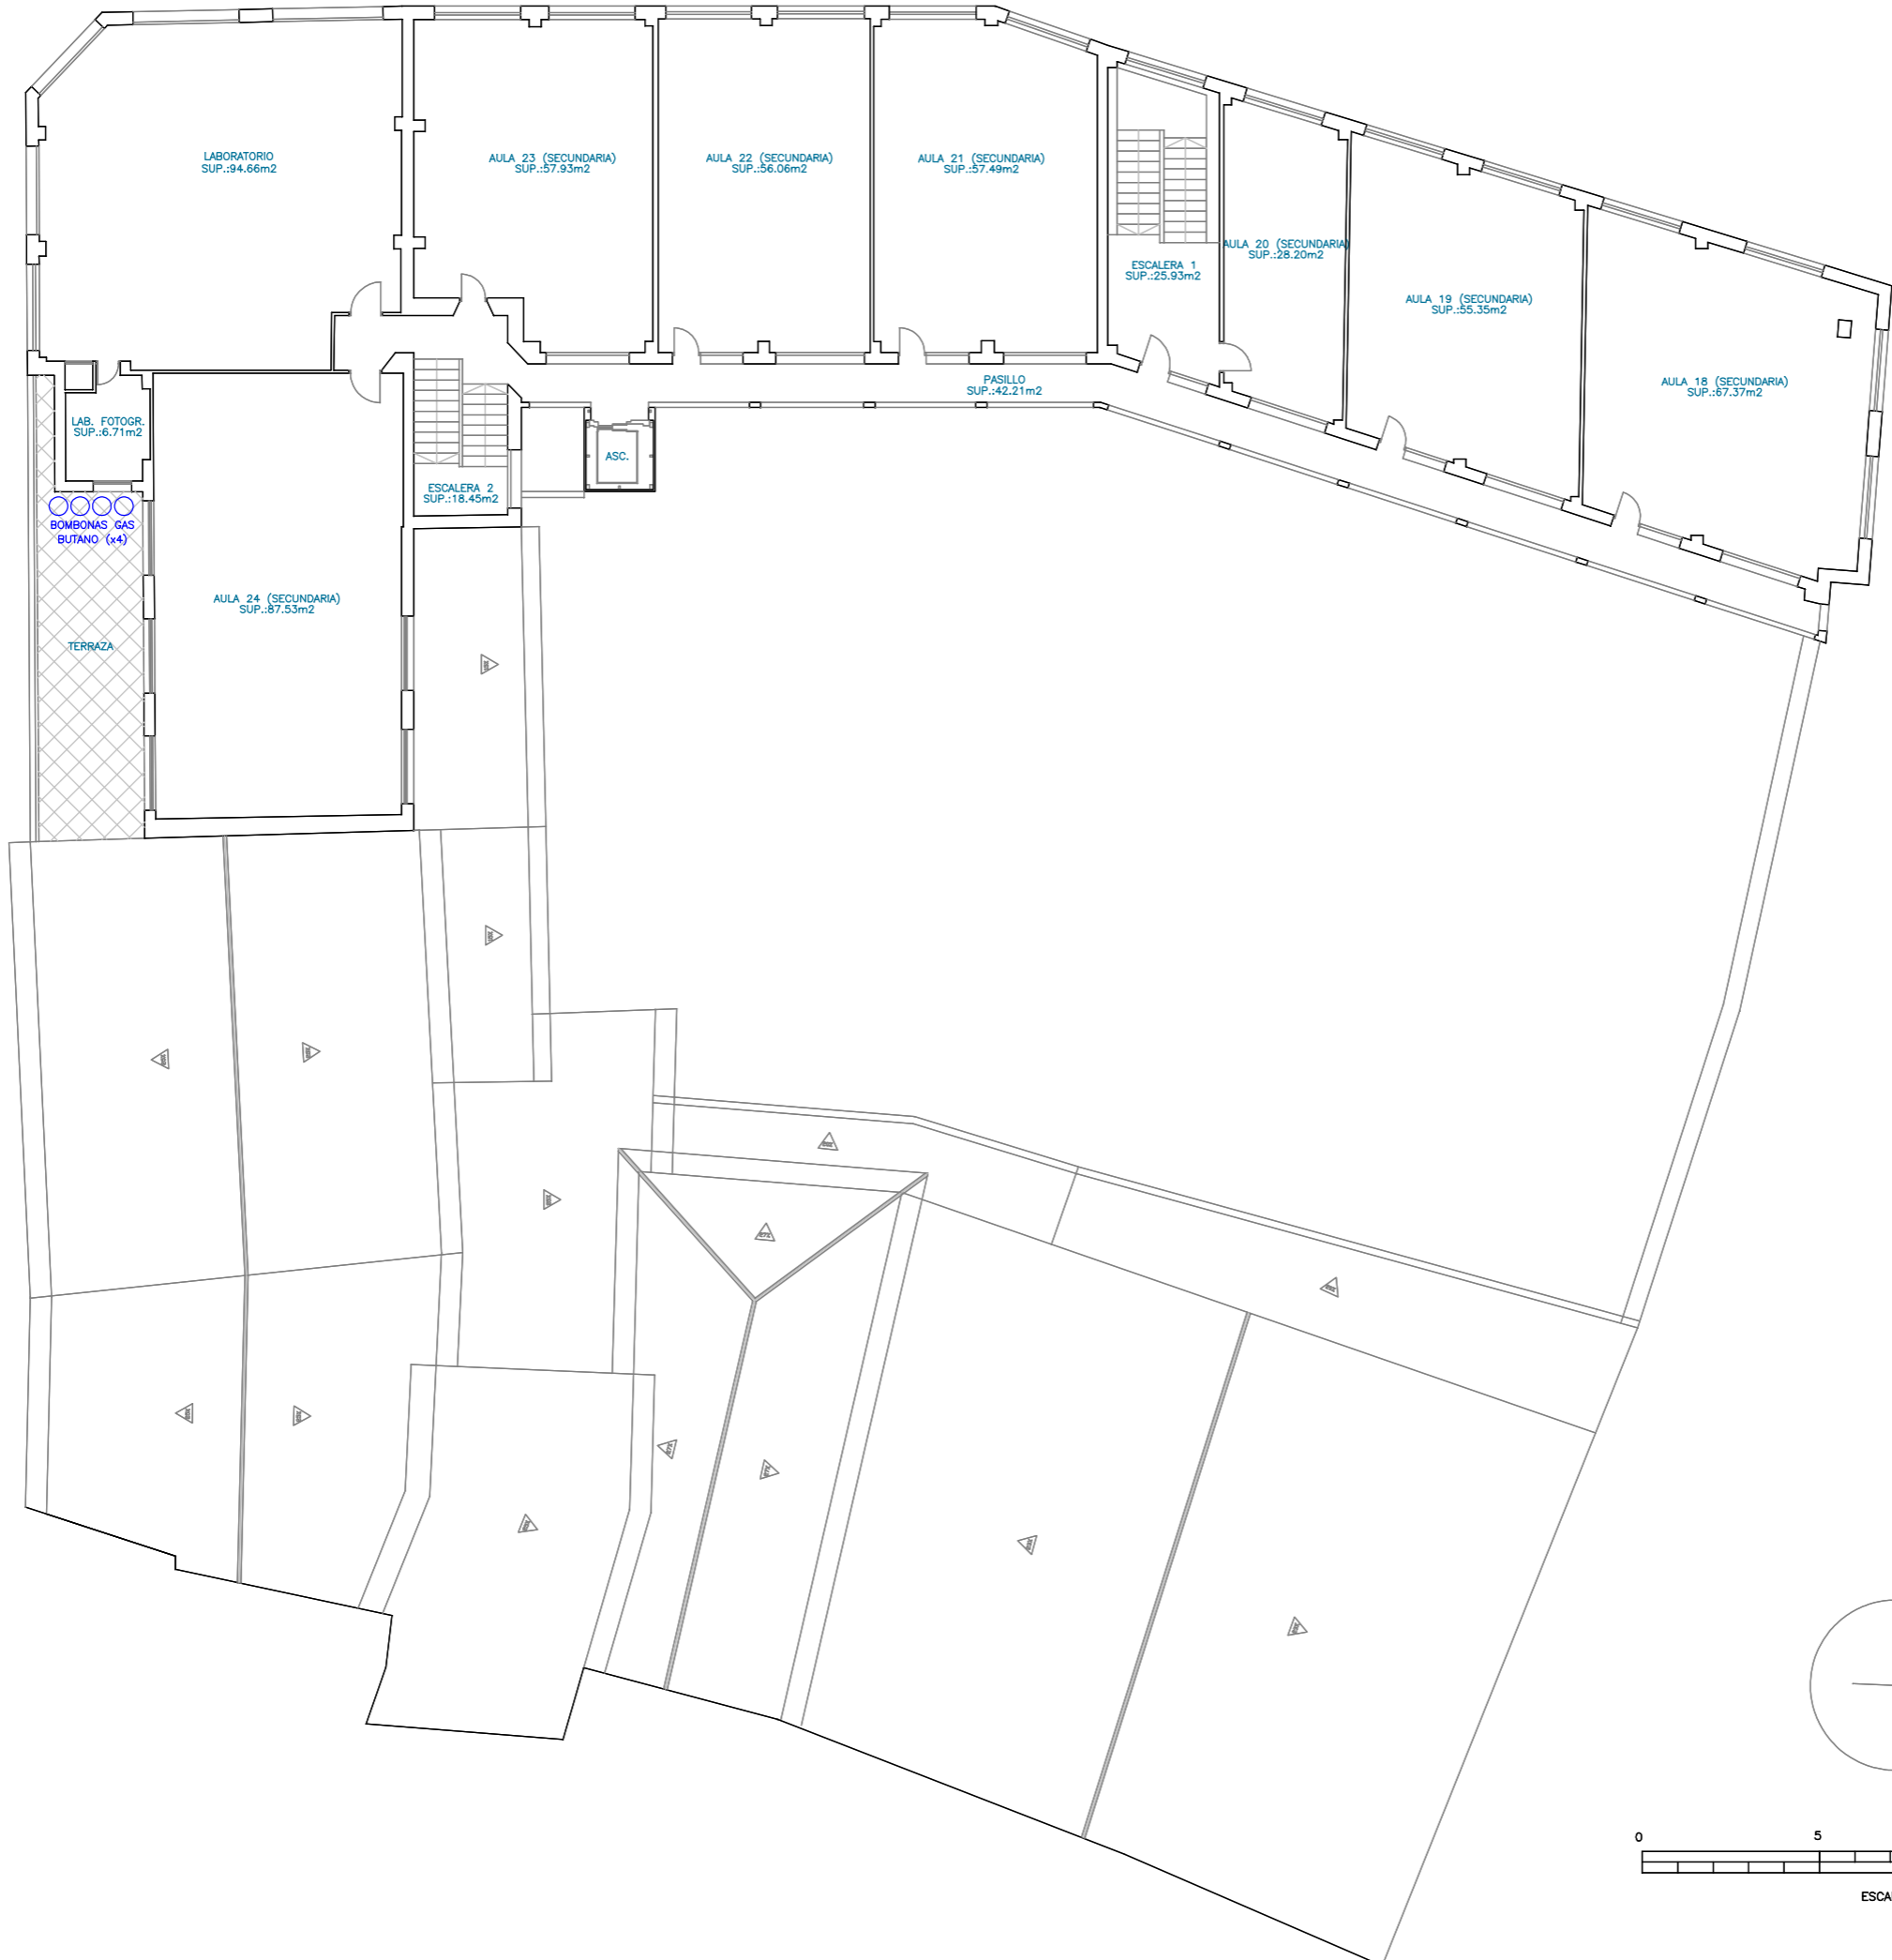 LABORATORIO
SUP.:94.66m2
AULA 23 (SECUNDARIA)
SUP.:57.93m2
AULA 22 (SECUNDARIA)
SUP.:56.06m2
AULA 21 (SECUNDARIA)
SUP.:57.49m2
ESCALERA 1
SUP.:25.93m2
AULA 20 (SECUNDARIA)
SUP.:28.20m2
AULA 19 (SECUNDARIA)
SUP.:55.35m2
AULA 18 (SECUNDARIA)
SUP.:67.37m2
PASILLO
SUP.:42.21m2
LAB. FOTOGR.
SUP.:6.71m2
ASC.
ESCALERA 2
SUP.:18.45m2
BOMBONAS GAS
BUTANO (x4)
AULA 24 (SECUNDARIA)
SUP.:87.53m2
TERRAZA
0 5
ESCA